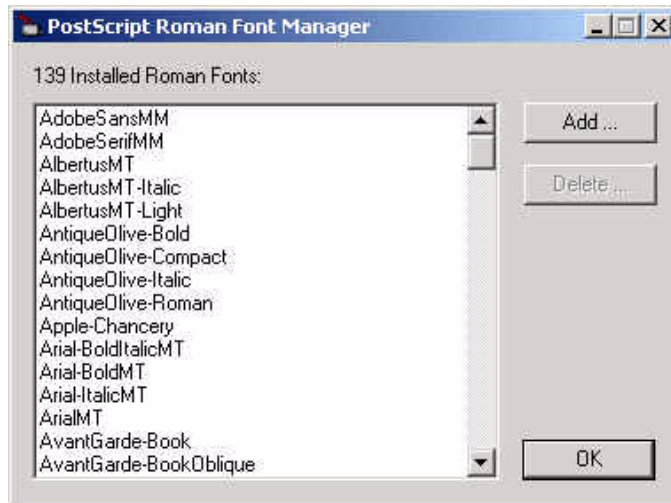 PostScript Roman Font Manager
139 Installed Roman Fonts:
AdobeSansMM
AdobeSerifMM
AlbertusMT
AlbertusMT-Italic
AlbertusMT-Light
AntiqueOlive-Bold
AntiqueOlive-Compact
AntiqueOlive-Italic
AntiqueOlive-Roman
Apple-Chancery
Arial-BoldItalicMT
Arial-BoldMT
Arial-ItalicMT
ArialMT
AvantGarde-Book
AvantGarde-BookOblique
Add ...
Delete ...
OK